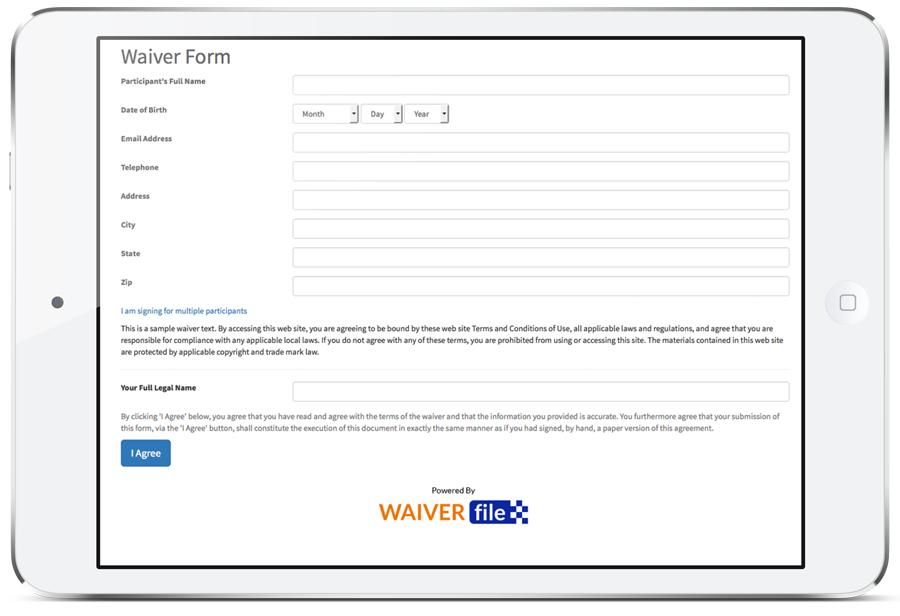 Waiver Form
Participant's Full Name
Date of Birth
Month Day Year
Email Address
Telephone
Address
City
State
Zip
I am signing for multiple participants
This is a sample waiver text. By accessing this web site, you are agreeing to be bound by these web site Terms and Conditions of Use, all applicable laws and regulations, and agree that you are
responsible for compliance with any applicable local laws. If you do not agree with any of these terms, you are prohibited from using or accessing this site. The materials contained in this web site
are protected by applicable copyright and trade mark law.
Your Full Legal Name
By clicking 'I Agree' below, you agree that you have read and agree with the terms of the waiver and that the information you provided is accurate. You furthermore agree that your submission of
this form, via the 'I Agree' button, shall constitute the execution of this document in exactly the same manner as if you had signed, by hand, a paper version of this agreement.
I Agree
Powered By
WAIVER file